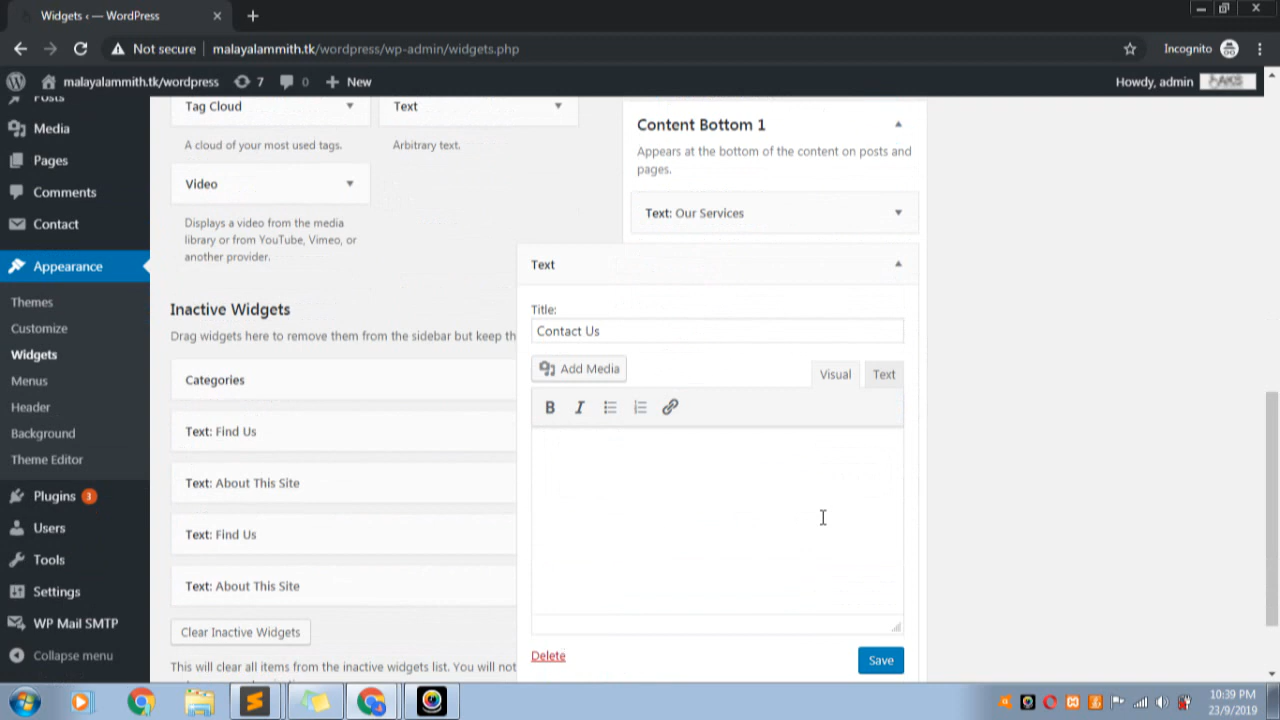 Widgets ‹ — WordPress
Not secure
malayalammith.tk/wordpress/wp-admin/widgets.php
Incognito
malayalammith.tk/wordpress
7
0
New
Howdy, admin
Posts
Media
Pages
Comments
Contact
Appearance
Themes
Customize
Widgets
Menus
Header
Background
Theme Editor
Plugins 3
Users
Tools
Settings
WP Mail SMTP
Collapse menu
Tag Cloud
A cloud of your most used tags.
Text
Arbitrary text.
Video
Displays a video from the media
library or from YouTube, Vimeo, or
another provider.
Inactive Widgets
Drag widgets here to remove them from the sidebar but keep th
Categories
Text: Find Us
Text: About This Site
Text: Find Us
Text: About This Site
Clear Inactive Widgets
This will clear all items from the inactive widgets list. You will not
Content Bottom 1
Appears at the bottom of the content on posts and
pages.
Text: Our Services
Text
Title:
Contact Us
Add Media
Visual
Text
B
I
Delete
Save
10:39 PM
23/9/2019